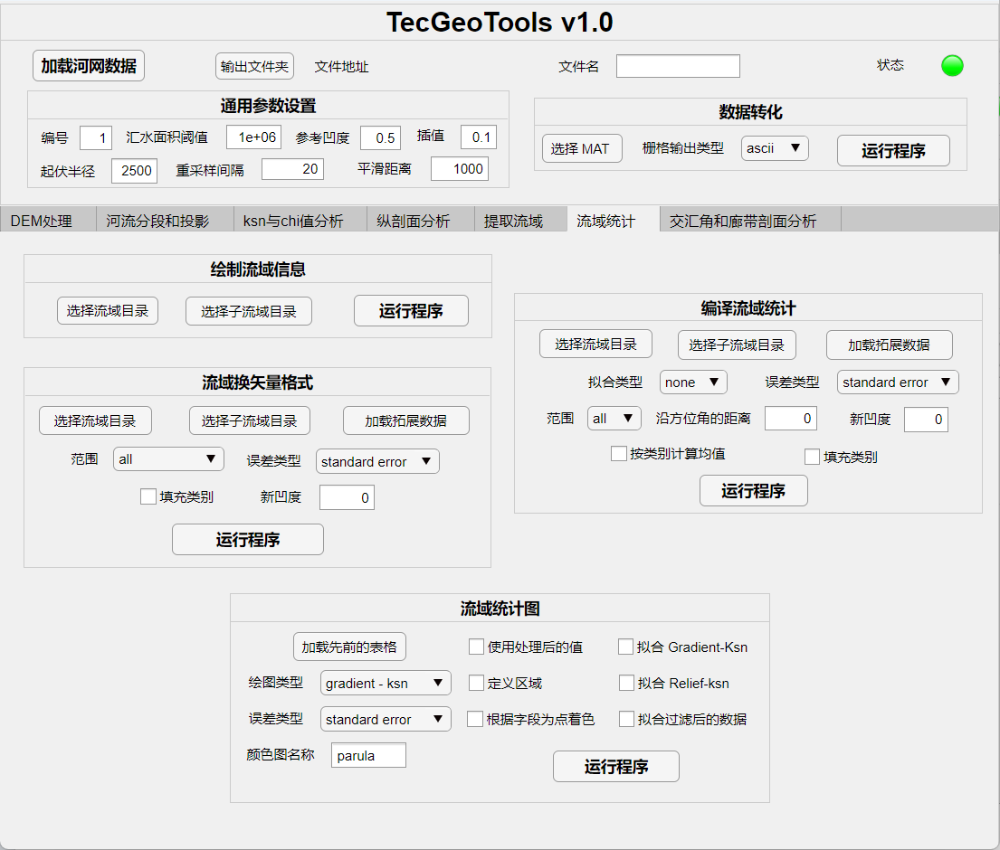 TecGeoTools v1.0
加载河网数据 输出文件夹 文件地址 文件名 状态
通用参数设置
编号 1 汇水面积阈值 1e+06 参考凹度 0.5 插值 0.1
起伏半径 2500 重采样间隔 20 平滑距离 1000
数据转化
选择 MAT 栅格输出类型 ascii 运行程序
DEM处理 河流分段和投影 ksn与chi值分析 纵剖面分析 提取流域 流域统计 交汇角和廊带剖面分析
绘制流域信息
选择流域目录 选择子流域目录 运行程序
流域换矢量格式
选择流域目录 选择子流域目录 加载拓展数据
范围 all 误差类型 standard error
填充类别 新凹度 0
运行程序
编译流域统计
选择流域目录 选择子流域目录 加载拓展数据
拟合类型 none 误差类型 standard error
范围 all 沿方位角的距离 0 新凹度 0
按类别计算均值 填充类别
运行程序
流域统计图
加载先前的表格 使用处理后的值 拟合 Gradient-Ksn
绘图类型 gradient - ksn 定义区域 拟合 Relief-ksn
误差类型 standard error 根据字段为点着色 拟合过滤后的数据
颜色图名称 parula 运行程序